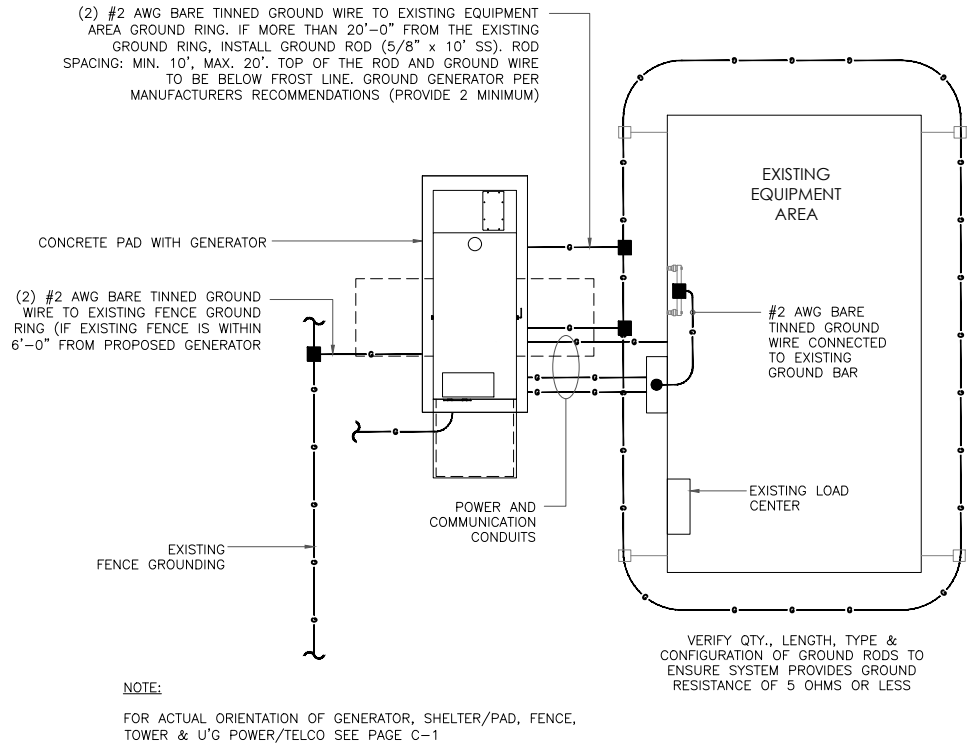 (2) #2 AWG BARE TINNED GROUND WIRE TO EXISTING EQUIPMENT
AREA GROUND RING. IF MORE THAN 20'-0" FROM THE EXISTING
GROUND RING, INSTALL GROUND ROD (5/8" x 10' SS). ROD
SPACING: MIN. 10', MAX. 20'. TOP OF THE ROD AND GROUND WIRE
TO BE BELOW FROST LINE. GROUND GENERATOR PER
MANUFACTURERS RECOMMENDATIONS (PROVIDE 2 MINIMUM)
EXISTING
EQUIPMENT
AREA
CONCRETE PAD WITH GENERATOR
(2) #2 AWG BARE TINNED GROUND
WIRE TO EXISTING FENCE GROUND
RING (IF EXISTING FENCE IS WITHIN
6'-0" FROM PROPOSED GENERATOR
#2 AWG BARE
TINNED GROUND
WIRE CONNECTED
TO EXISTING
GROUND BAR
POWER AND
COMMUNICATION
CONDUITS
EXISTING LOAD
CENTER
EXISTING
FENCE GROUNDING
VERIFY QTY., LENGTH, TYPE &
CONFIGURATION OF GROUND RODS TO
ENSURE SYSTEM PROVIDES GROUND
RESISTANCE OF 5 OHMS OR LESS
NOTE:
FOR ACTUAL ORIENTATION OF GENERATOR, SHELTER/PAD, FENCE,
TOWER & U'G POWER/TELCO SEE PAGE C-1